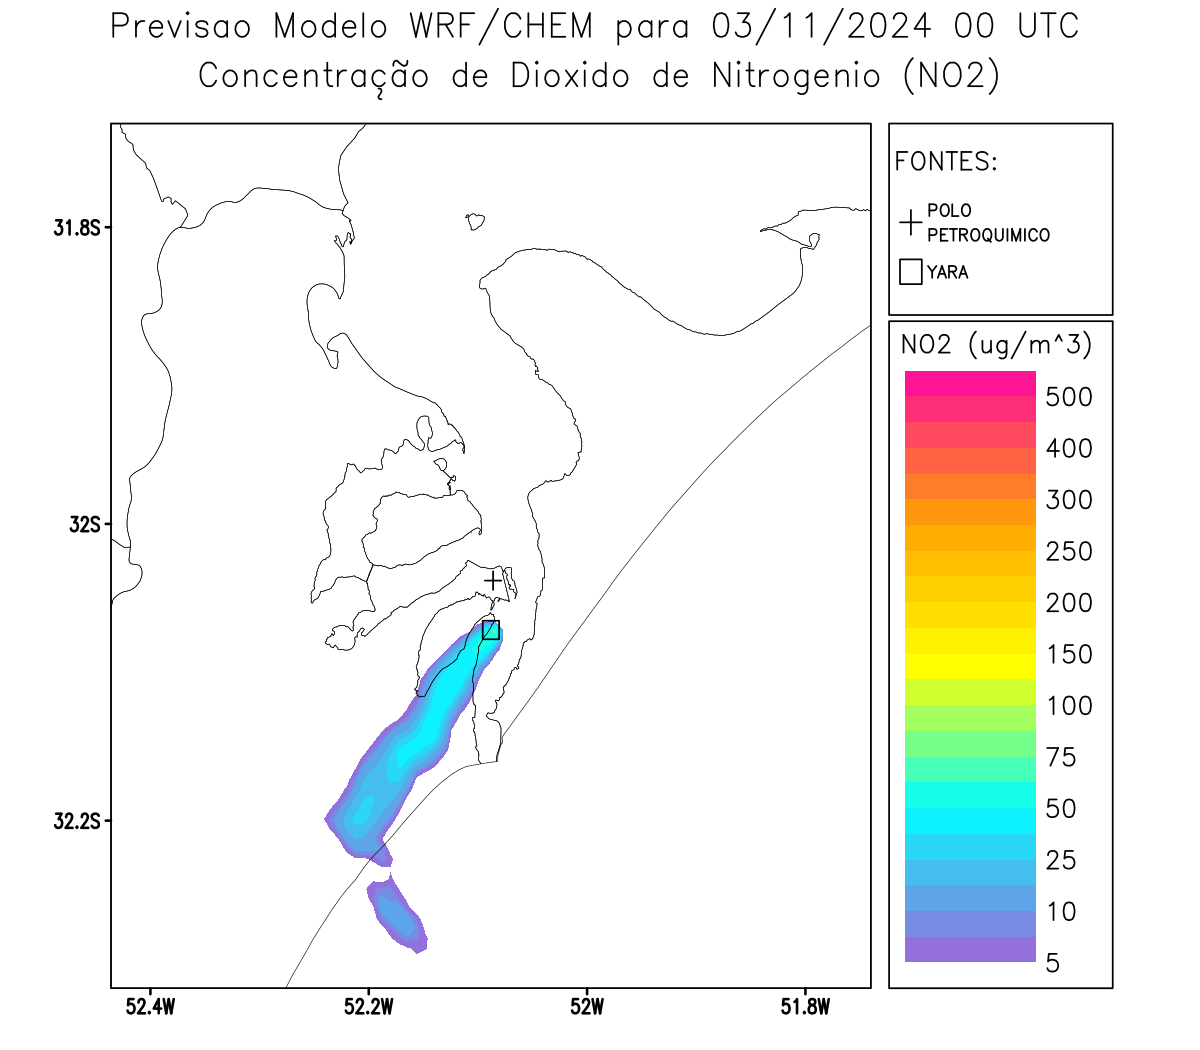 Previsao Modelo WRF/CHEM para 03/11/2024 00 UTC
Concentração de Dioxido de Nitrogenio (NO2)
FONTES:
POLO
PETROQUIMICO
YARA
NO2 (ug/m^3)
500
400
300
250
200
150
100
75
50
25
10
5
31.8S
32S
32.2S
52.4W
52.2W
52W
51.8W